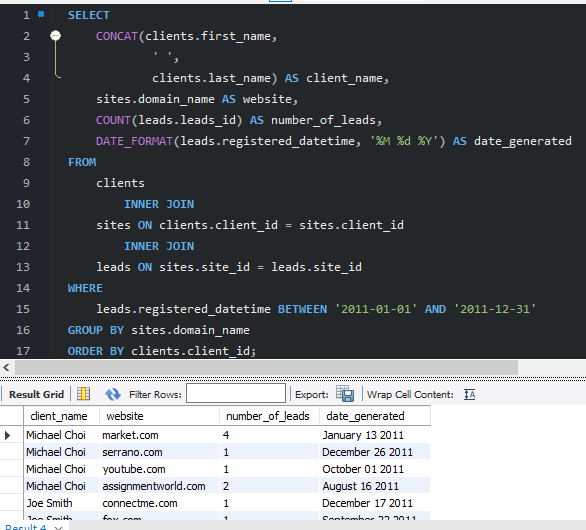 1 SELECT
2 CONCAT(clients.first_name,
3 ' ',
4 clients.last_name) AS client_name,
5 sites.domain_name AS website,
6 COUNT(leads.leads_id) AS number_of_leads,
7 DATE_FORMAT(leads.registered_datetime, '%M %d %Y') AS date_generated
8 FROM
9 clients
10 INNER JOIN
11 sites ON clients.client_id = sites.client_id
12 INNER JOIN
13 leads ON sites.site_id = leads.site_id
14 WHERE
15 leads.registered_datetime BETWEEN '2011-01-01' AND '2011-12-31'
16 GROUP BY sites.domain_name
17 ORDER BY clients.client_id;
Result Grid Filter Rows: Export: Wrap Cell Content:
client_name website number_of_leads date_generated
Michael Choi market.com 4 January 13 2011
Michael Choi serrano.com 1 December 26 2011
Michael Choi youtube.com 1 October 01 2011
Michael Choi assignmentworld.com 2 August 16 2011
Joe Smith connectme.com 1 December 17 2011
Joe Smith fox.com 1 September 22 2011
Result 4